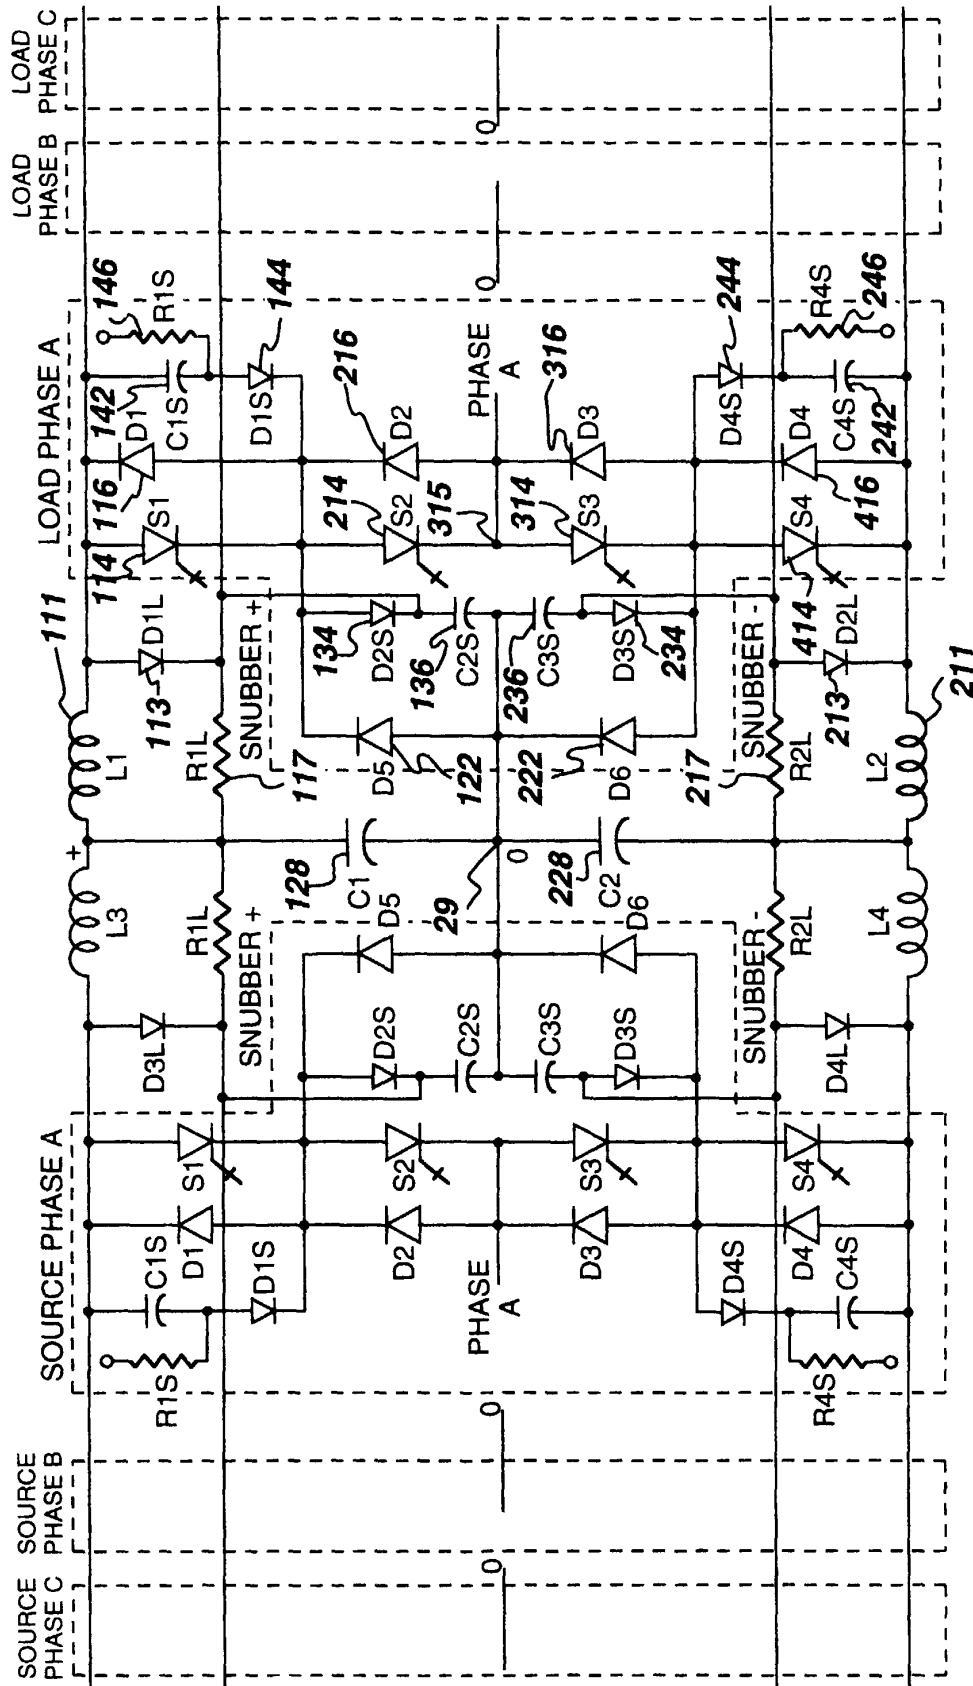 LOAD
PHASE C
LOAD
PHASE B
0
0
LOAD PHASE A
146
R1S
144
142
D1
C1S
D1S
116
S1
114
216
D2
214
S2
315
PHASE
A
316
D3
314
S3
244
D4S
R4S
246
C4S
242
D4
416
S4
414
111
L1
D1L
113
R1L
117
SNUBBER +
134
D2S
136
C2S
236
C3S
D3S
234
D5
122
222
D6
SNUBBER -
D2L
213
R2L
217
L2
211
+
128
C1
29
0
228
C2
L3
R1L
D3L
SNUBBER +
D5
D2S
C2S
C3S
D3S
D6
SNUBBER -
R2L
L4
D4L
SOURCE PHASE A
S1
S2
S3
S4
D1
D2
D3
D4
C1S
D1S
R1S
PHASE
A
D4S
C4S
R4S
SOURCE
PHASE B
0
SOURCE
PHASE C
0